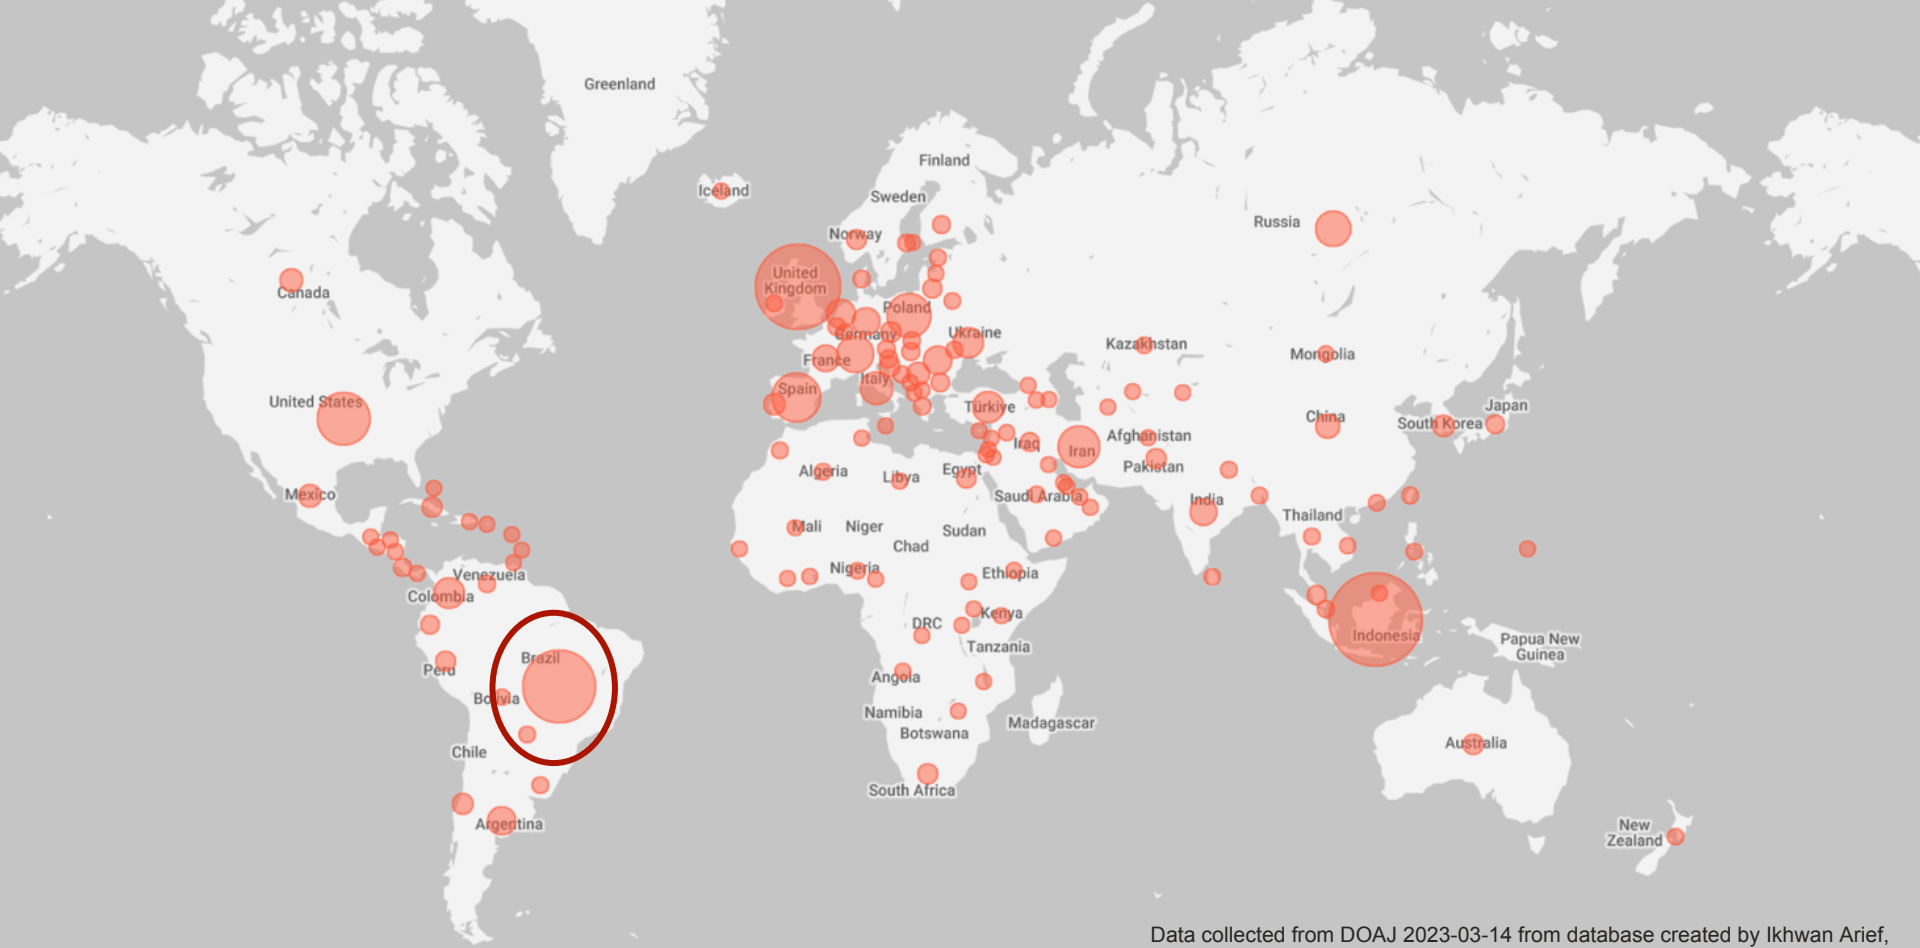 Greenland
Finland
Iceland
Sweden
Russia
Norway
United
Kingdom
Canada
Poland
Ukraine
Germany
Kazakhstan
Mongolia
France
Italy
Spain
United States
Türkiye
Japan
China
South Korea
Afghanistan
Iraq
Iran
Pakistan
Algeria
Libya
Egypt
Mexico
Saudi Arabia
India
Thailand
Mali
Niger
Sudan
Chad
Nigeria
Ethiopia
Venezuela
Colombia
Kenya
DRC
Indonesia
Papua New
Guinea
Tanzania
Brazil
Peru
Angola
Bolivia
Namibia
Madagascar
Botswana
Chile
Australia
South Africa
Argentina
New
Zealand
Data collected from DOAJ 2023-03-14 from database created by Ikhwan Arief,